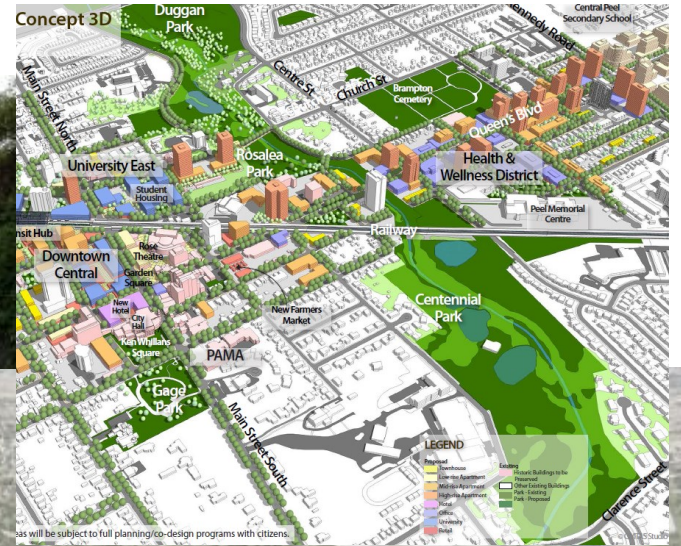 Concept 3D
Duggan
Park
Central Peel
Secondary School
Kennedy Road
Main Street North
Centre St
Church St
Brampton
Cemetery
Queen's Blvd
University East
Rosalea
Park
Health &
Wellness District
Student
Housing
Peel Memorial
Centre
Railway
Downtown
Central
Rose
Theatre
Garden
Square
New
Hotel
City
Hall
Ken Whillans
Square
New Farmers
Market
Centennial
Park
PAMA
Gage
Park
Main Street South
LEGEND
Proposed
Townhouse
Low-rise Apartment
Mid-rise Apartment
High-rise Apartment
Hotel
Office
University
Retail
Existing
Historic Buildings to be
Preserved
Other Existing Buildings
Park - Existing
Park - Proposed
Clarence Street
will be subject to full planning/co-design programs with citizens.